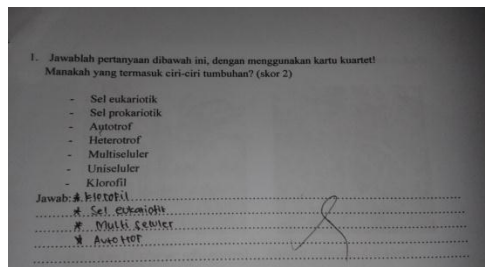 1. Jawablah pertanyaan dibawah ini, dengan menggunakan kartu kuartet!
Manakah yang termasuk ciri-ciri tumbuhan? (skor 2)
- Sel eukariotik
- Sel prokariotik
- Autotrof
- Heterotrof
- Multiseluler
- Uniseluler
- Klorofil
Jawab: * klorofil
* Sel eukariotik
* Multi seluler
* Autotrof